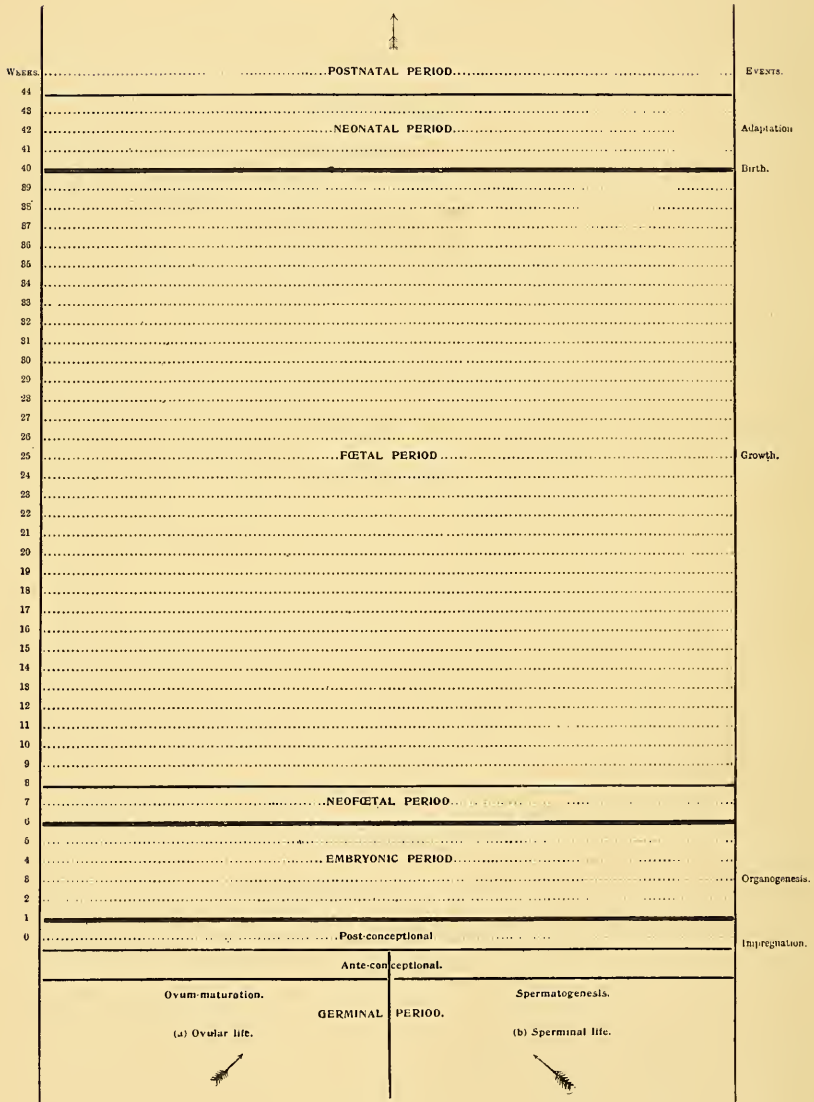 WEEKS. POSTNATAL PERIOD EVENTS.
44
43
42 NEONATAL PERIOD Adaptation
41
40 Birth.
39
38
37
36
35
34
33
32
31
30
29
28
27
26
25 FŒTAL PERIOD Growth.
24
23
22
21
20
19
18
17
16
15
14
13
12
11
10
9
8
7 NEOFŒTAL PERIOD
6
5
4 EMBRYONIC PERIOD
3 Organogenesis.
2
1
0 Post-conceptional
Impregnation.
Ante-conceptional.
Ovum-maturation. Spermatogenesis.
GERMINAL PERIOD.
(a) Ovular life. (b) Sperminal life.